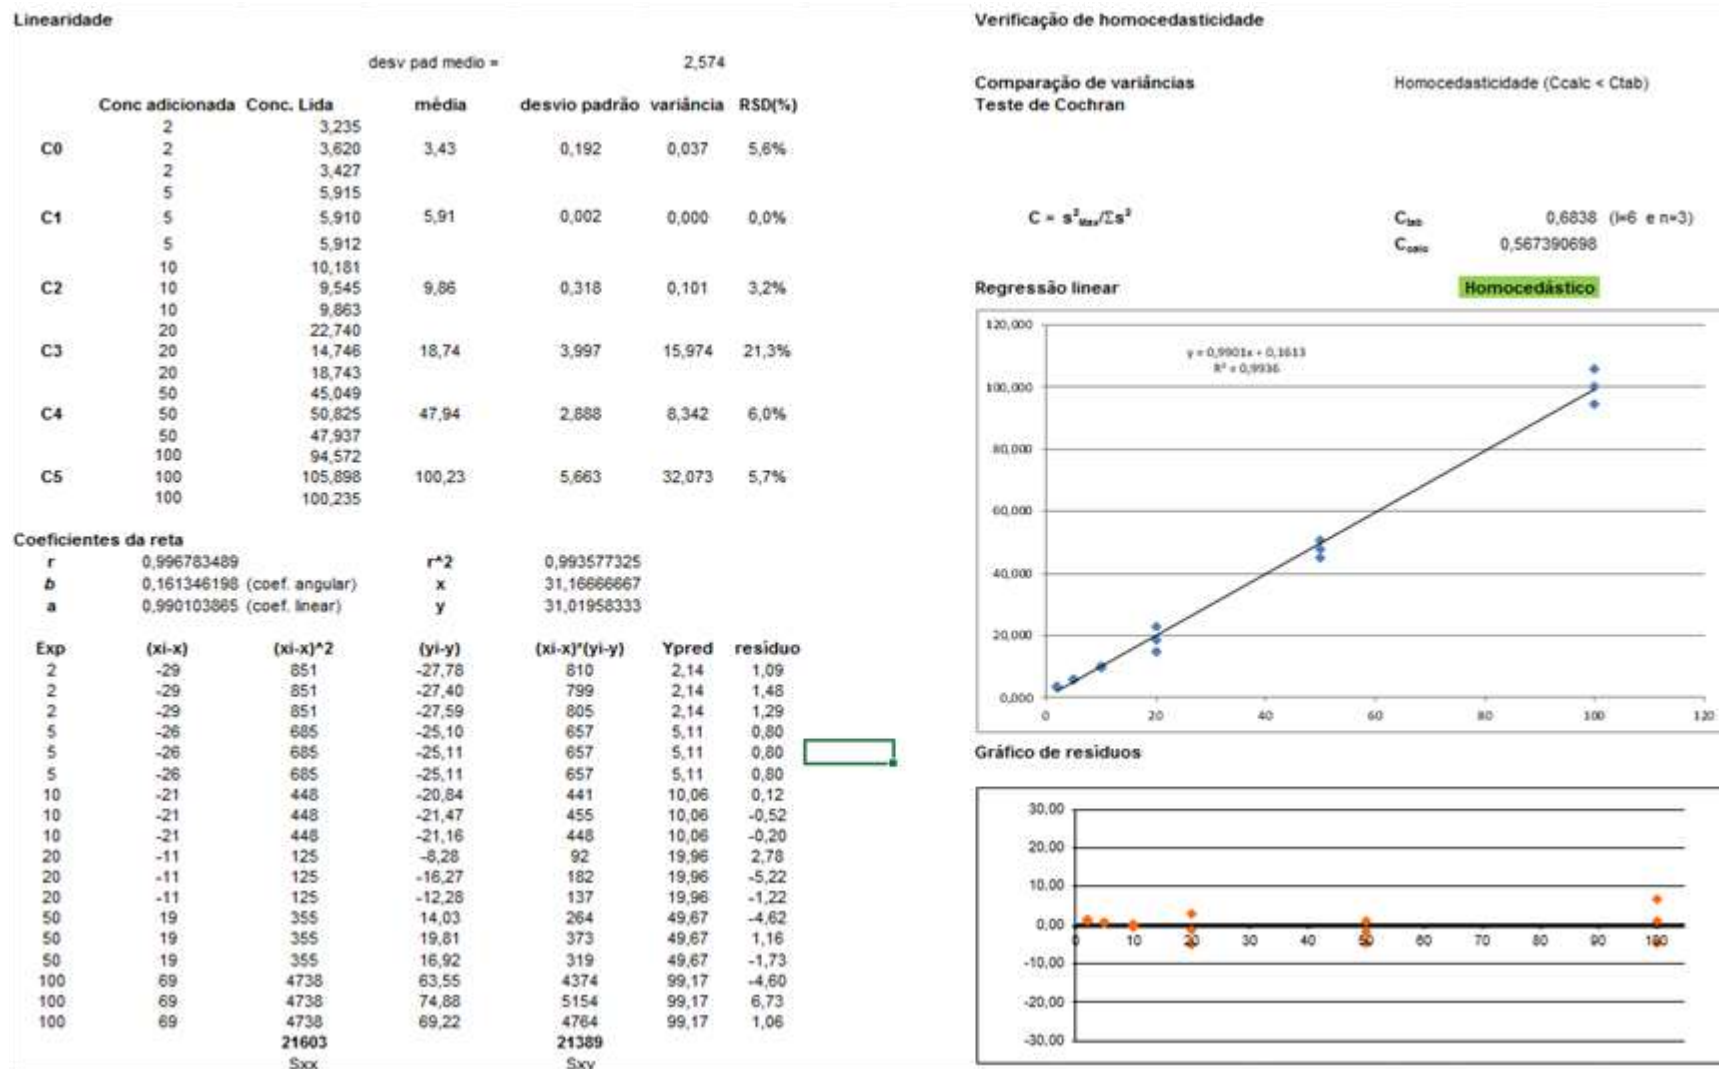 Linearidade
desv pad medio = 2,574
Conc adicionada Conc. Lida média desvio padrão variância RSD(%)
2 3,235
C0 2 3,620 3,43 0,192 0,037 5,6%
2 3,427
5 5,915
C1 5 5,910 5,91 0,002 0,000 0,0%
5 5,912
10 10,181
C2 10 9,545 9,86 0,318 0,101 3,2%
10 9,863
20 22,740
C3 20 14,746 18,74 3,997 15,974 21,3%
20 18,743
50 45,049
C4 50 50,825 47,94 2,888 8,342 6,0%
50 47,937
100 94,572
C5 100 105,898 100,23 5,663 32,073 5,7%
100 100,235
Coeficientes da reta
r 0,996783489 r^2 0,993577325
b 0,161346198 (coef. angular) x 31,16666667
a 0,990103865 (coef. linear) y 31,01958333
Exp (xi-x) (xi-x)^2 (yi-y) (xi-x)*(yi-y) Ypred resíduo
2 -29 851 -27,78 810 2,14 1,09
2 -29 851 -27,40 799 2,14 1,48
2 -29 851 -27,59 805 2,14 1,29
5 -26 685 -25,10 657 5,11 0,80
5 -26 685 -25,11 657 5,11 0,80
5 -26 685 -25,11 657 5,11 0,80
10 -21 448 -20,84 441 10,06 0,12
10 -21 448 -21,47 455 10,06 -0,52
10 -21 448 -21,16 448 10,06 -0,20
20 -11 125 -8,28 92 19,96 2,78
20 -11 125 -16,27 182 19,96 -5,22
20 -11 125 -12,28 137 19,96 -1,22
50 19 355 14,03 264 49,67 -4,62
50 19 355 19,81 373 49,67 1,16
50 19 355 16,92 319 49,67 -1,73
100 69 4738 63,55 4374 99,17 -4,60
100 69 4738 74,88 5154 99,17 6,73
100 69 4738 69,22 4764 99,17 1,06
21603 21389
Sxx Sxy
Verificação de homocedasticidade
Comparação de variâncias Homocedasticidade (Ccalc < Ctab)
Teste de Cochran
C = s²Max/Σs² Ctab 0,6838 (l=6 e n=3)
Ccalc 0,567390698
Regressão linear Homocedástico
120,000
y = 0,9901x + 0,1613
R² = 0,9936
100,000
80,000
60,000
40,000
20,000
0,000
0 20 40 60 80 100 120
Gráfico de resíduos
30,00
20,00
10,00
0,00
0 10 20 30 40 50 60 70 80 90 100
-10,00
-20,00
-30,00